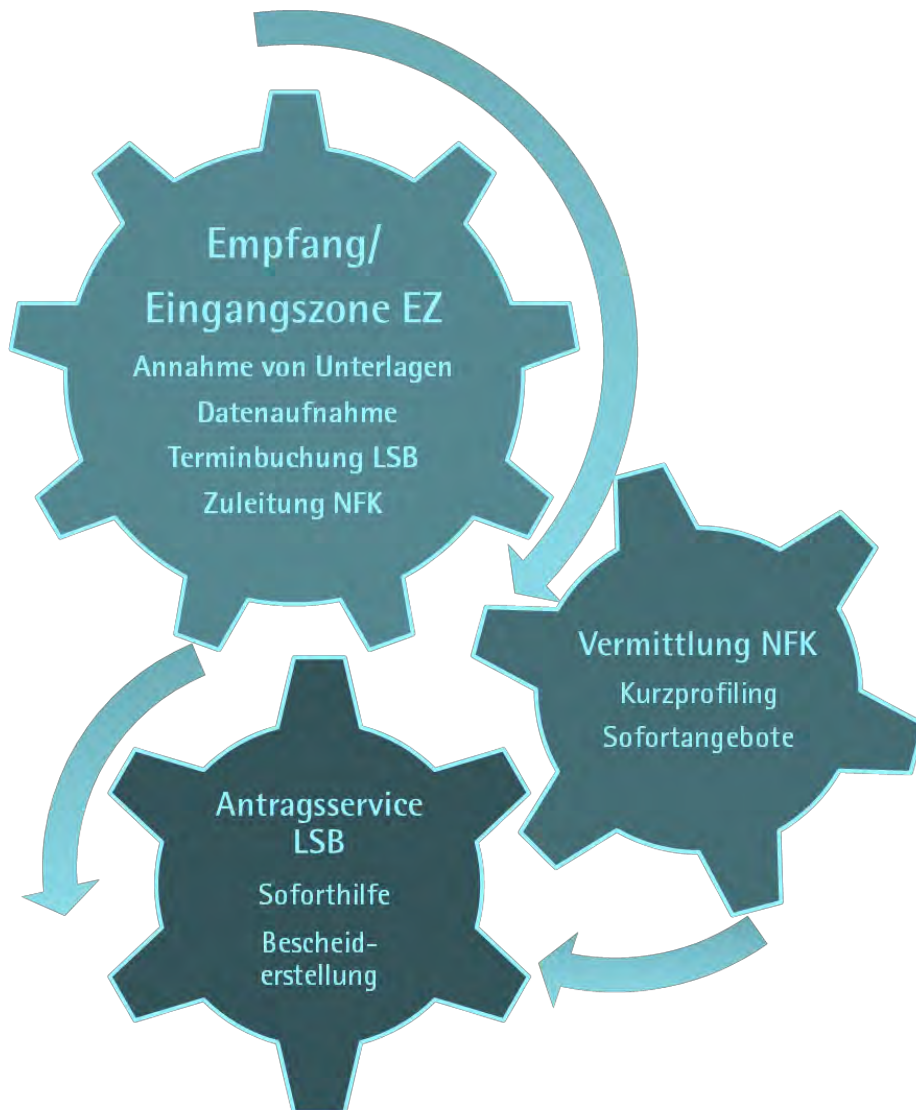 Empfang/
Eingangszone EZ
Annahme von Unterlagen
Datenaufnahme
Terminbuchung LSB
Zuleitung NFK
Vermittlung NFK
Kurzprofiling
Sofortangebote
Antragsservice
LSB
Soforthilfe
Bescheid-
erstellung